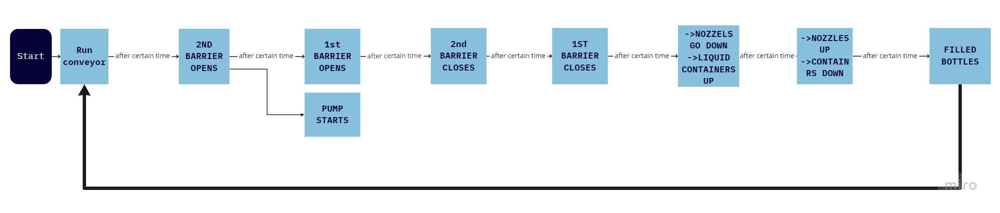 Start
Run
conveyor
after certain time
2ND
BARRIER
OPENS
after certain time
1st
BARRIER
OPENS
after certain time
2nd
BARRIER
CLOSES
after certain time
1ST
BARRIER
CLOSES
after certain time
->NOZZELS
GO DOWN
->LIQUID
CONTAINERS
UP
after certain time
->NOZZLES
UP
->CONTAIN
RS DOWN
after certain time
FILLED
BOTTLES
PUMP
STARTS
miro